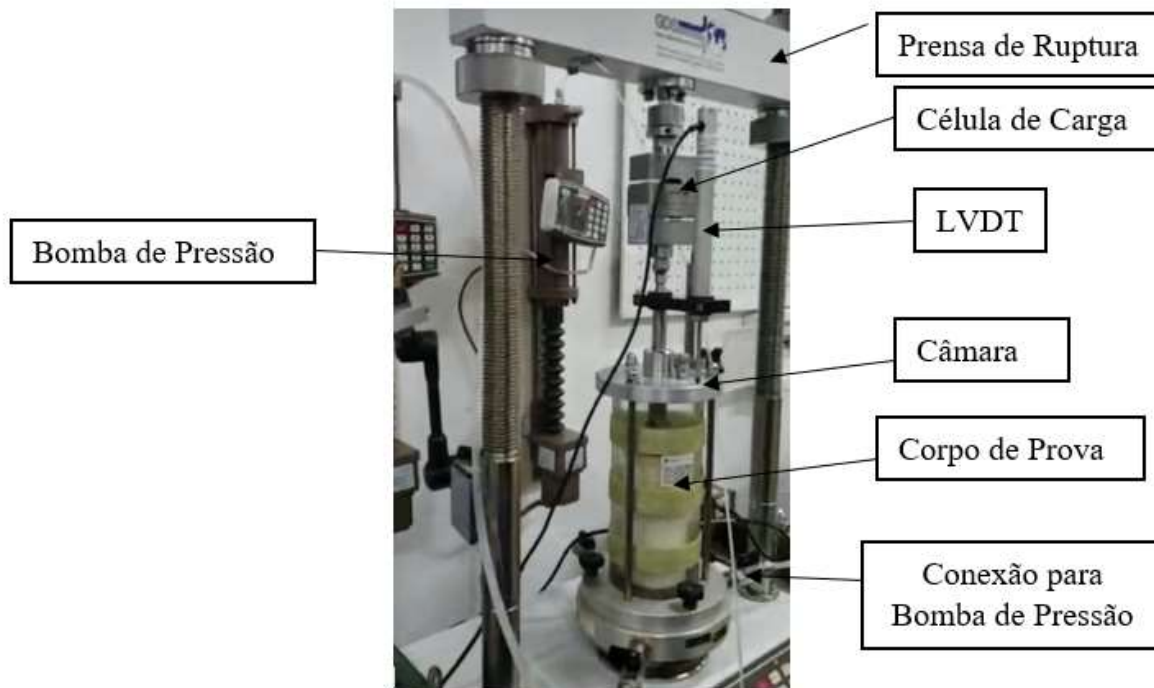 GDS
Prensa de Ruptura
Célula de Carga
LVDT
Bomba de Pressão
Câmara
Corpo de Prova
Conexão para
Bomba de Pressão